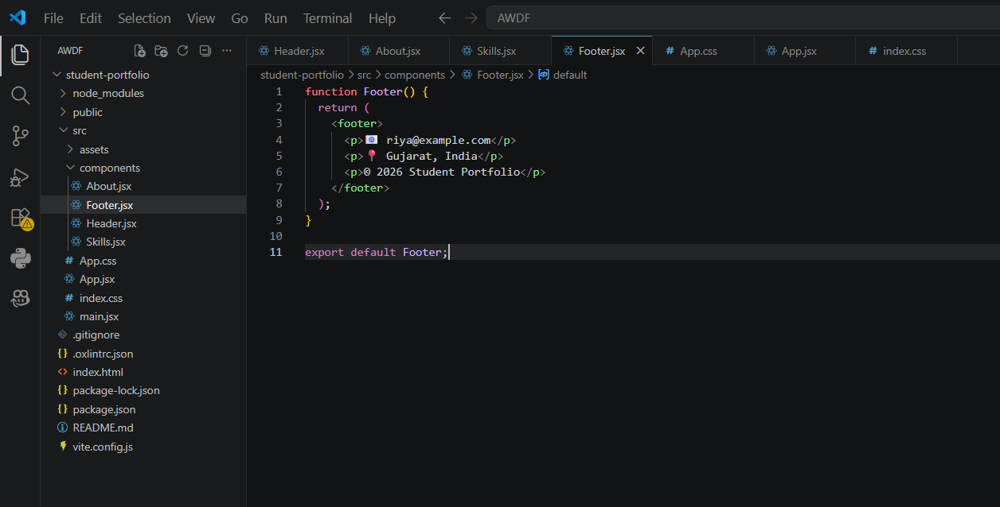 File Edit Selection View Go Run Terminal Help ← → AWDF
AWDF ···
Header.jsx About.jsx Skills.jsx Footer.jsx × # App.css App.jsx # index.css
student-portfolio > src > components > Footer.jsx > default
student-portfolio
node_modules
public
src
assets
components
About.jsx
Footer.jsx
Header.jsx
Skills.jsx
# App.css
App.jsx
# index.css
main.jsx
.gitignore
{} .oxlintrc.json
<> index.html
{} package-lock.json
{} package.json
README.md
vite.config.js
1 function Footer() {
2   return (
3     <footer>
4       <p>📧 riya@example.com</p>
5       <p>📍 Gujarat, India</p>
6       <p>© 2026 Student Portfolio</p>
7     </footer>
8   );
9 }
10
11 export default Footer;